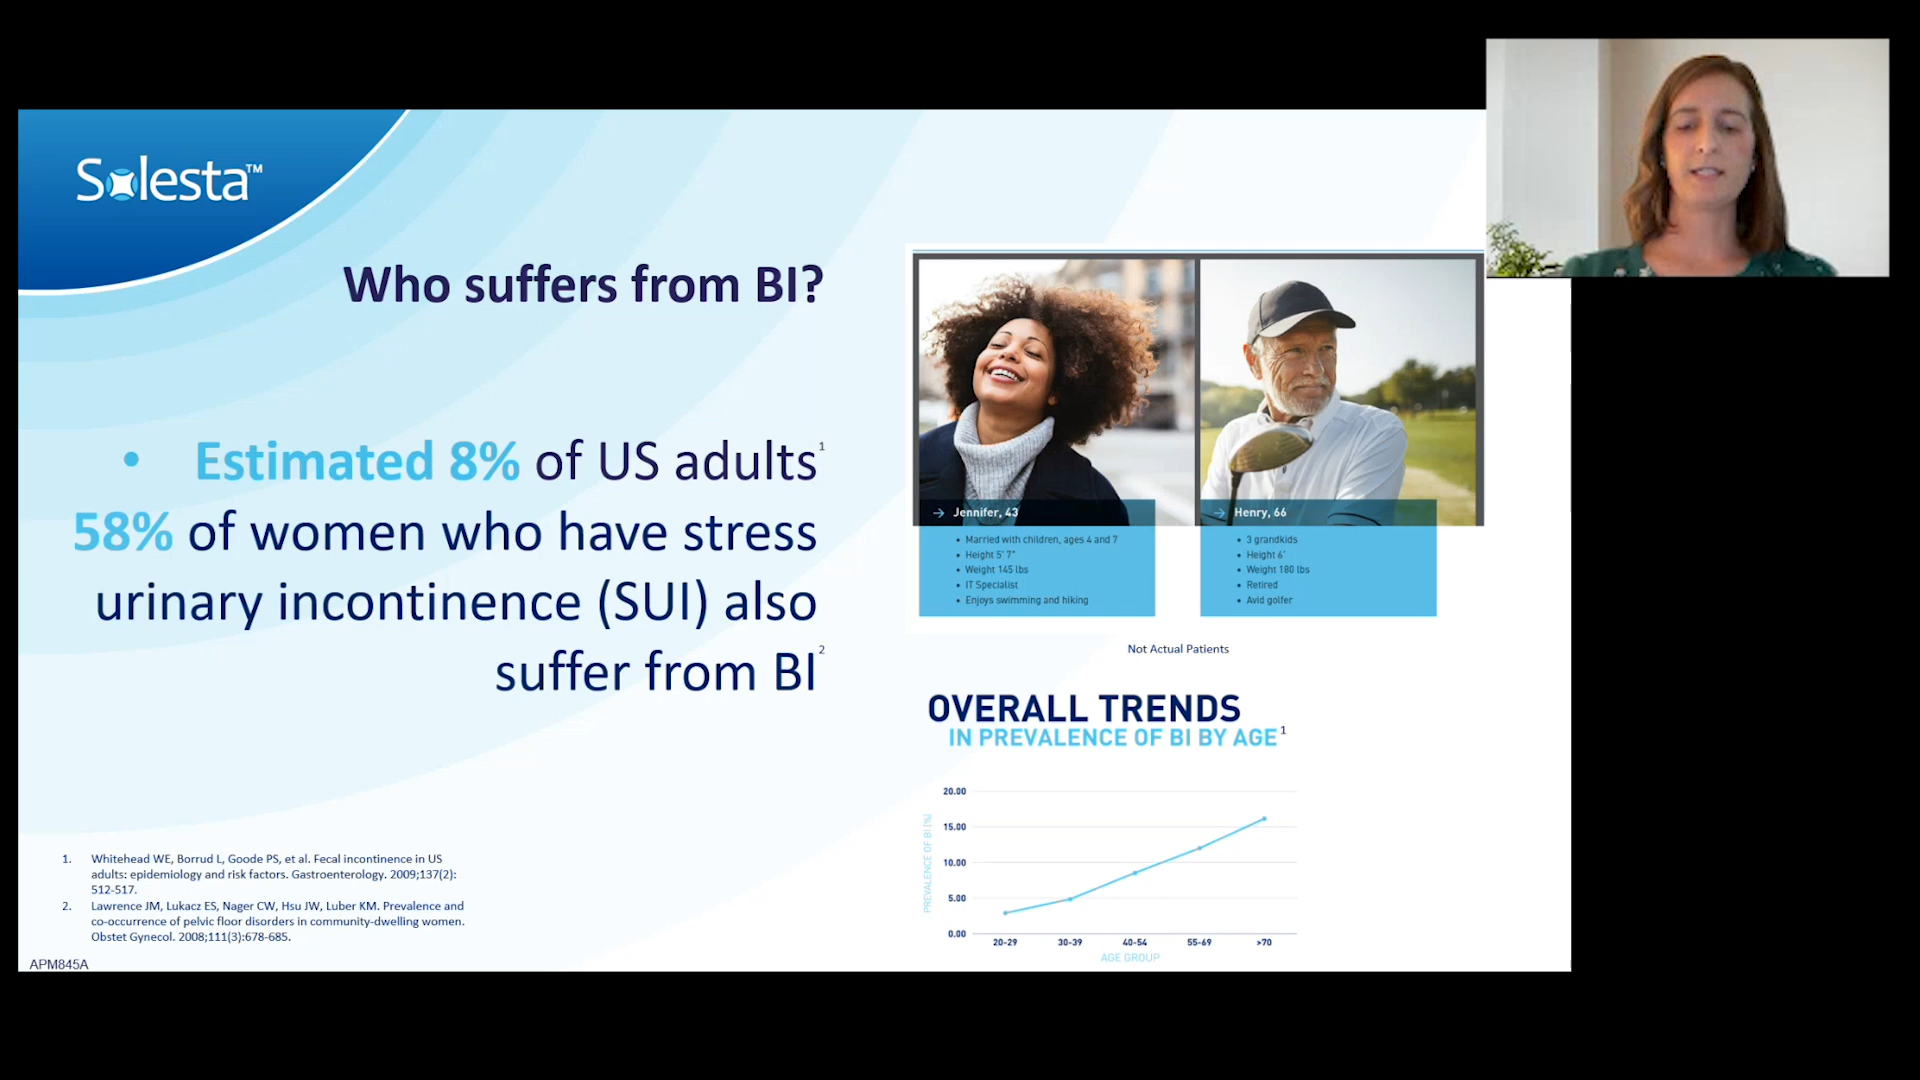 Solesta™
Who suffers from BI?
• Estimated 8% of US adults1
58% of women who have stress
urinary incontinence (SUI) also
suffer from BI2
→ Jennifer, 43
• Married with children, ages 4 and 7
• Height 5' 7"
• Weight 145 lbs
• IT Specialist
• Enjoys swimming and hiking
→ Henry, 66
• 3 grandkids
• Height 6'
• Weight 180 lbs
• Retired
• Avid golfer
Not Actual Patients
OVERALL TRENDS
IN PREVALENCE OF BI BY AGE1
PREVALENCE OF BI (%)
20.00
15.00
10.00
5.00
0.00
20-29 30-39 40-54 55-69 >70
AGE GROUP
1. Whitehead WE, Borrud L, Goode PS, et al. Fecal incontinence in US
adults: epidemiology and risk factors. Gastroenterology. 2009;137(2):
512-517.
2. Lawrence JM, Lukacz ES, Nager CW, Hsu JW, Luber KM. Prevalence and
co-occurrence of pelvic floor disorders in community-dwelling women.
Obstet Gynecol. 2008;111(3):678-685.
APM845A